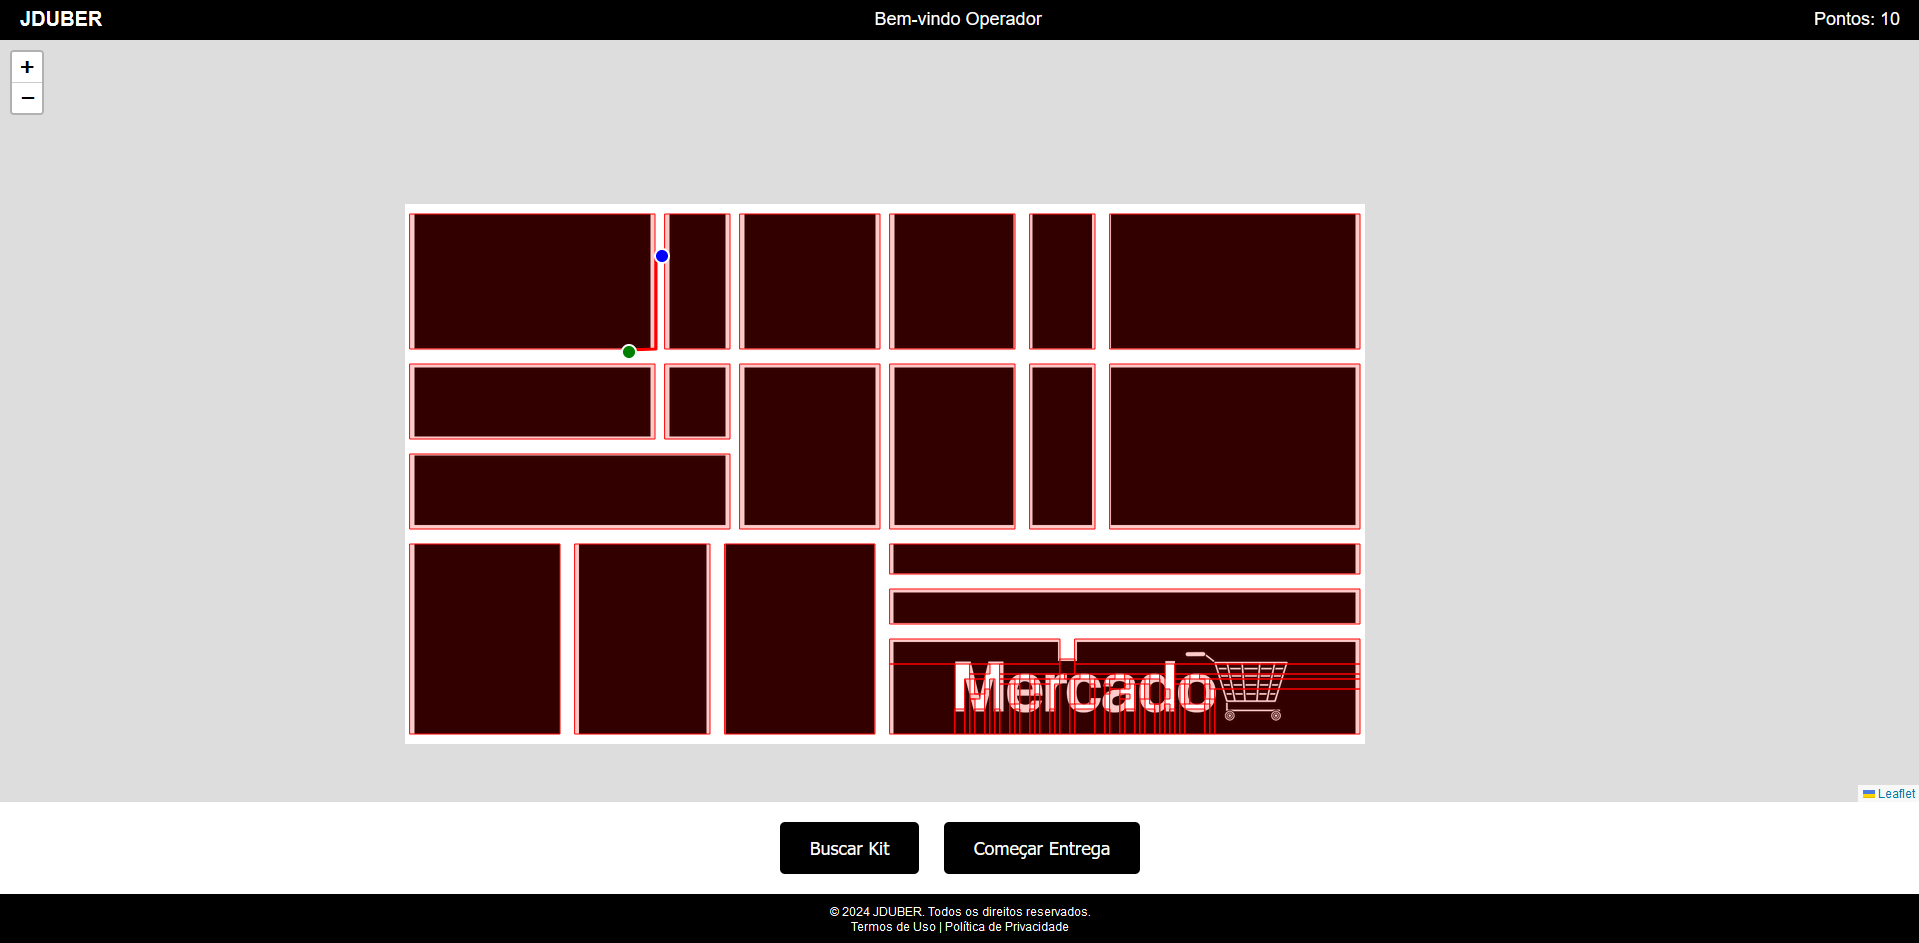 JDUBER
Bem-vindo Operador
Pontos: 10
+
−
Mercado
Leaflet
Buscar Kit
Começar Entrega
© 2024 JDUBER. Todos os direitos reservados.
Termos de Uso | Política de Privacidade